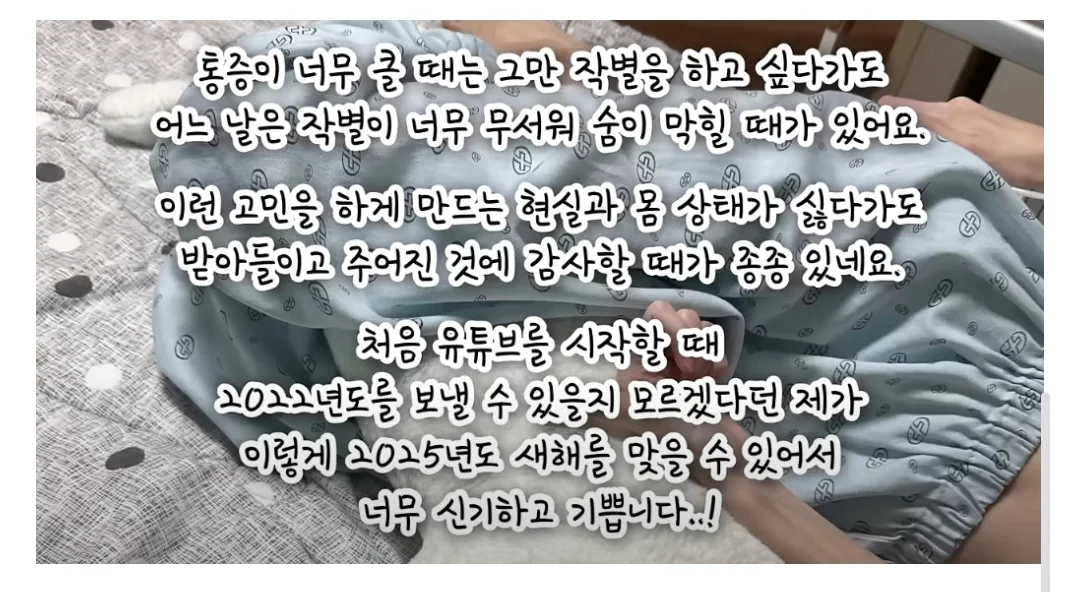 통증이 너무 클 때는 그만 작별을 하고 싶다가도
어느 날은 작별이 너무 무서워 숨이 막힐 때가 있어요.
이런 고민을 하게 만드는 현실과 몸 상태가 싫다가도
받아들이고 주어진 것에 감사할 때가 종종 있네요.
처음 유튜브를 시작할 때
2022년도를 보낼 수 있을지 모르겠다던 제가
이렇게 2025년도 새해를 맞을 수 있어서
너무 신기하고 기쁩니다..!